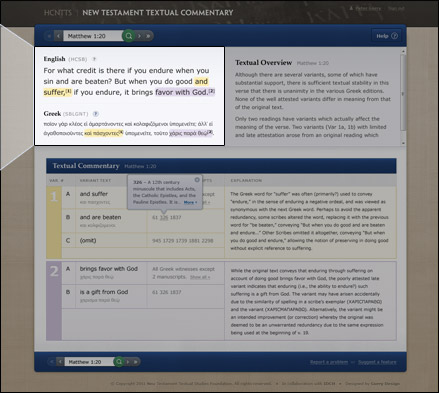 HCNTTS | NEW TESTAMENT TEXTUAL COMMENTARY
Matthew 1:20
Help
English (HCSB)
For what credit is there if you endure when you
sin and are beaten? But when you do good and
suffer,[1] if you endure, it brings favor with God.[2]
Greek (SBLGNT)
ποῖον γὰρ κλέος εἰ ἁμαρτάνοντες καὶ κολαφιζόμενοι ὑπομενεῖτε; ἀλλ’ εἰ
ἀγαθοποιοῦντες καὶ πάσχοντες[1] ὑπομενεῖτε, τοῦτο χάρις παρὰ θεῷ.[2]
Textual Overview Matthew 1:20
Although there are several variants, some of which have
substantial support, there is sufficient textual stability in this
verse that there is unanimity in the various Greek editions.
None of the well attested variants differ in meaning from that
of the original text.
Only two readings have variants which actually affect the
meaning of the verse. Two variants (Var 1a, 1b) with limited
and late attestation arose from an original reading which
Textual Commentary Matthew 1:20
VAR. # VARIANT TEXT EXPLANATION
1 A and suffer
καὶ πάσχοντες
B and are beaten 61 326 1837
C (omit) 945 1739 1881 2298
326 – A 12th century
minuscule that includes Acts,
the Catholic Epistles, and
the Pauline Epistles. It is... More
The Greek word for "suffer" was often (primarily?) used to convey
"endure," in the sense of enduring a negative ordeal, and was viewed as
synonymous with the next Greek word. Perhaps to avoid the apparent
redundancy, some scribes altered the word, replacing it with the previous
word for "be beaten," conveying "But when you do good and are beaten
and endure..." Other Scribes omitted it altogether, conveying "But when
you do good and endure," allowing the notion of preserving in doing good
without explicit reference to suffering.
2 A brings favor with God All Greek witnesses except
χάρις παρὰ θεῷ 2 manuscripts. Show all
B is a gift from God 61 326 1837
While the original text conveys that enduring through suffering on
account of doing good brings favor with God, the poorly attested late
variant indicates that enduring (i.e., the ability to endure?) such
suffering is a gift from God. The variant may have arisen accidentally
due to the similarity of spelling in a scribe's exemplar
and the variant Alternatively, the variant might be
an intended improvement (or correction) whereby the original was
deemed to be an unwarranted redundancy due to the same expression
being used at the beginning of v.
Matthew 1:20
Report a problem – Suggest a feature